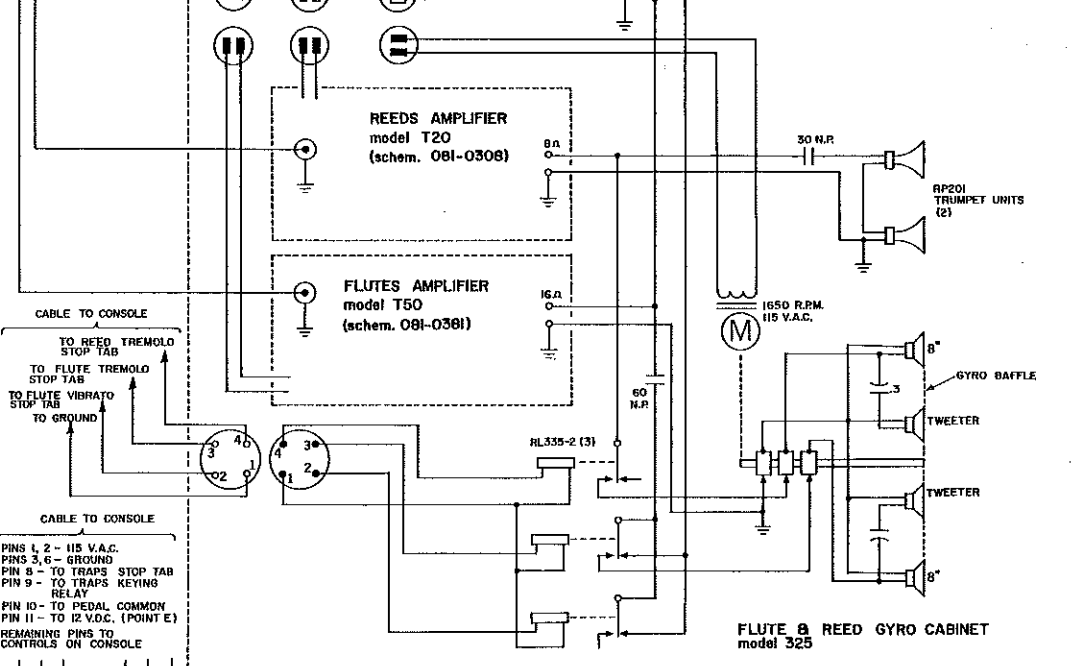 REEDS AMPLIFIER
model T20
(schem. 081-0308)
8Ω
30 N.P.
RP201
TRUMPET UNITS
(2)
FLUTES AMPLIFIER
model T50
(schem. 081-0381)
16Ω
1650 R.P.M.
115 V.A.C.
M
CABLE TO CONSOLE
TO REED TREMOLO
STOP TAB
TO FLUTE TREMOLO
STOP TAB
TO FLUTE VIBRATO
STOP TAB
TO GROUND
60
N.P.
8"
.3
GYRO BAFFLE
TWEETER
RL335-2 (3)
3 4
2 1
4 3
1 2
TWEETER
8"
CABLE TO CONSOLE
PINS 1, 2 - 115 V.A.C.
PINS 3, 6 - GROUND
PIN 8 - TO TRAPS STOP TAB
PIN 9 - TO TRAPS KEYING
RELAY
PIN 10 - TO PEDAL COMMON
PIN 11 - TO 12 V.D.C. (POINT E)
REMAINING PINS TO
CONTROLS ON CONSOLE
FLUTE & REED GYRO CABINET
model 325